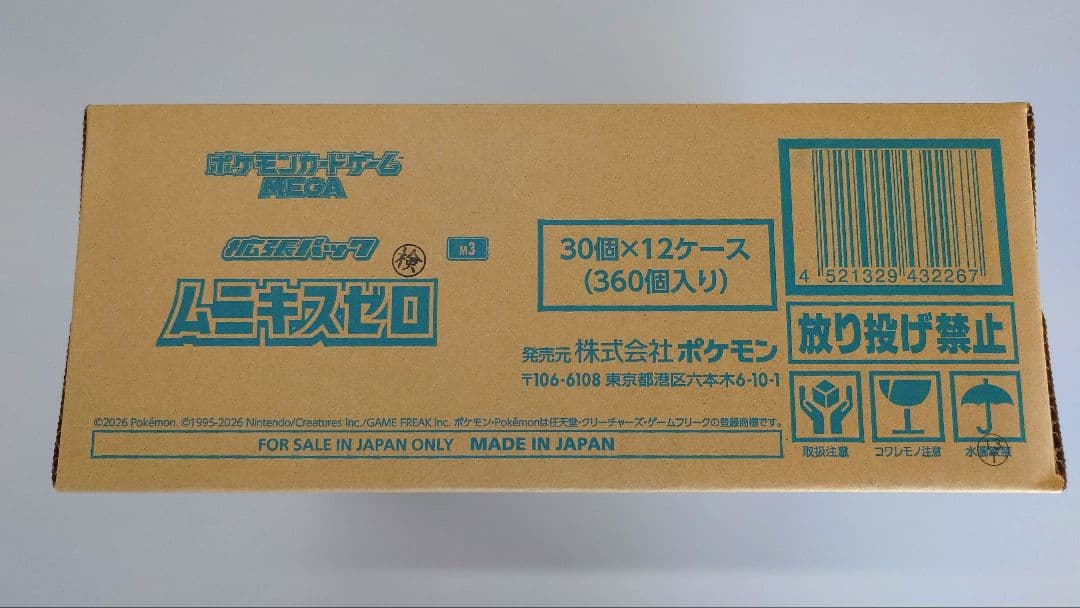 ポケモンカードゲーム
MEGA
拡張パック
検
M3
ムニキスゼロ
30個×12ケース
(360個入り)
4 521329 432267
発売元 株式会社 ポケモン
〒106-6108 東京都港区六本木6-10-1
放り投げ禁止
取扱注意
コワレモノ注意
©2026 Pokémon. ©1995-2026 Nintendo/Creatures Inc./GAME FREAK inc. ポケモン・Pokémonは任天堂・クリーチャーズ・ゲームフリークの登録商標です。
FOR SALE IN JAPAN ONLY MADE IN JAPAN